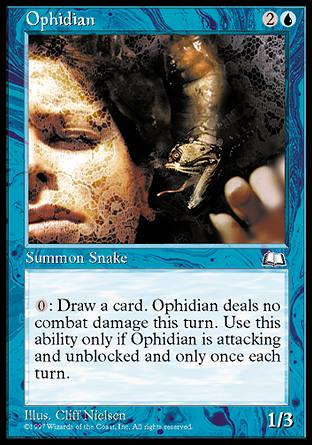 Ophidian 2
Summon Snake
0: Draw a card. Ophidian deals no
combat damage this turn. Use this
ability only if Ophidian is attacking
and unblocked and only once each
turn.
Illus. Cliff Nielsen
©1997 Wizards of the Coast, Inc. All rights reserved.
1/3